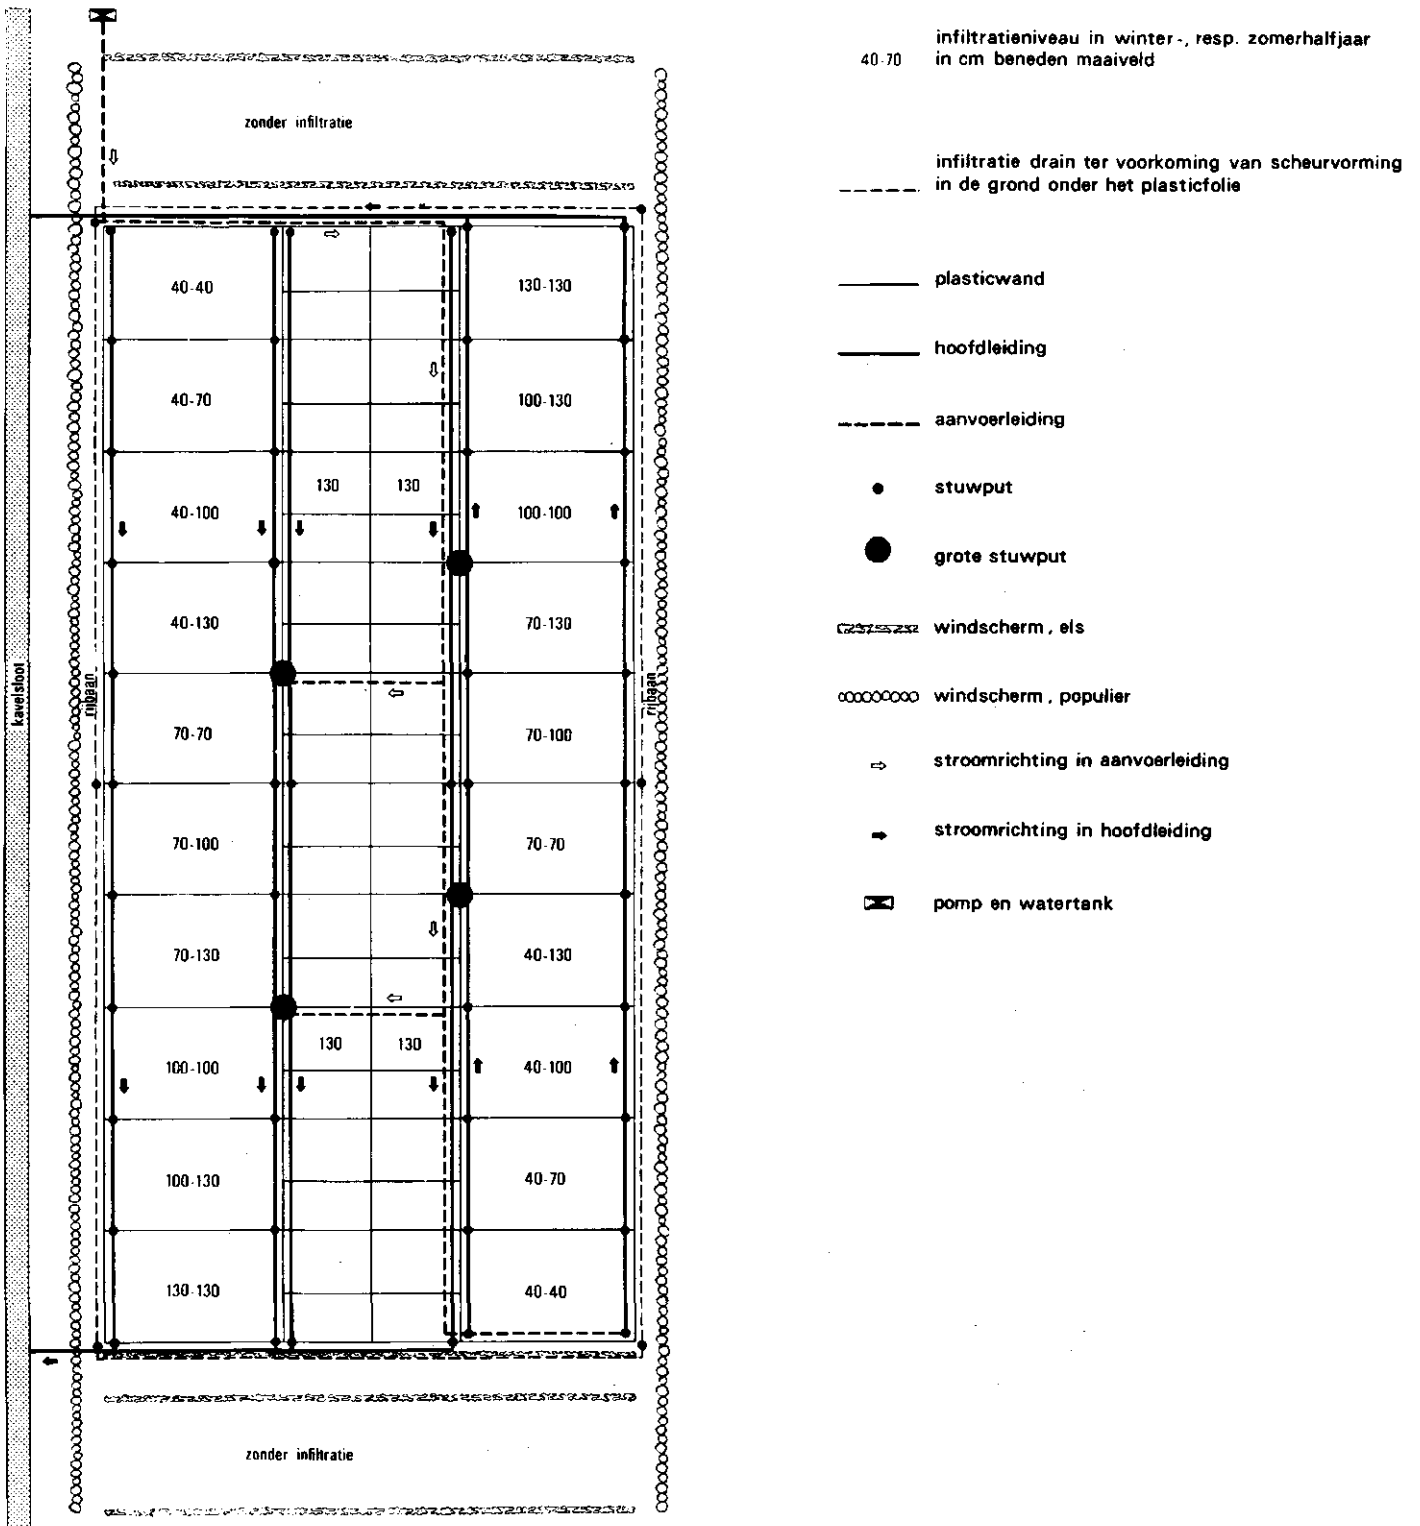 zonder infiltratie
40-40
130-130
40-70
100-130
130 130
40-100
100-100
40-130
70-130
kavelsloot
rijbaan
rijbaan
70-70
70-100
70-100
70-70
70-130
40-130
130 130
100-100
40-100
100-130
40-70
130-130
40-40
zonder infiltratie
infiltratieniveau in winter-, resp. zomerhalfjaar
40-70 in cm beneden maaiveld
infiltratie drain ter voorkoming van scheurvorming
in de grond onder het plasticfolie
plasticwand
hoofdleiding
aanvoerleiding
stuwput
grote stuwput
windscherm, els
windscherm, populier
stroomrichting in aanvoerleiding
stroomrichting in hoofdleiding
pomp en watertank